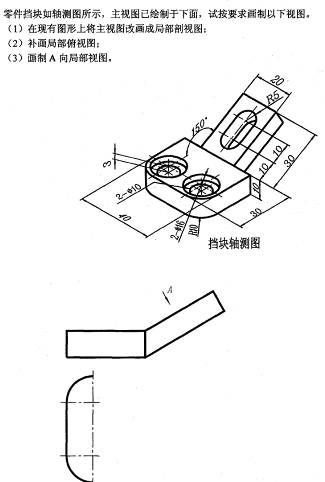 零件挡块如轴测图所示，主视图已绘制于下面，试按要求画制以下视图。
（1）在现有图形上将主视图改画成局部剖视图；
（2）补画局部俯视图；
（3）画制 A 向局部视图。
20
R5
150°
3
10
10
30
2-Φ10
10
40
2-Φ16
R10
30
挡块轴测图
A